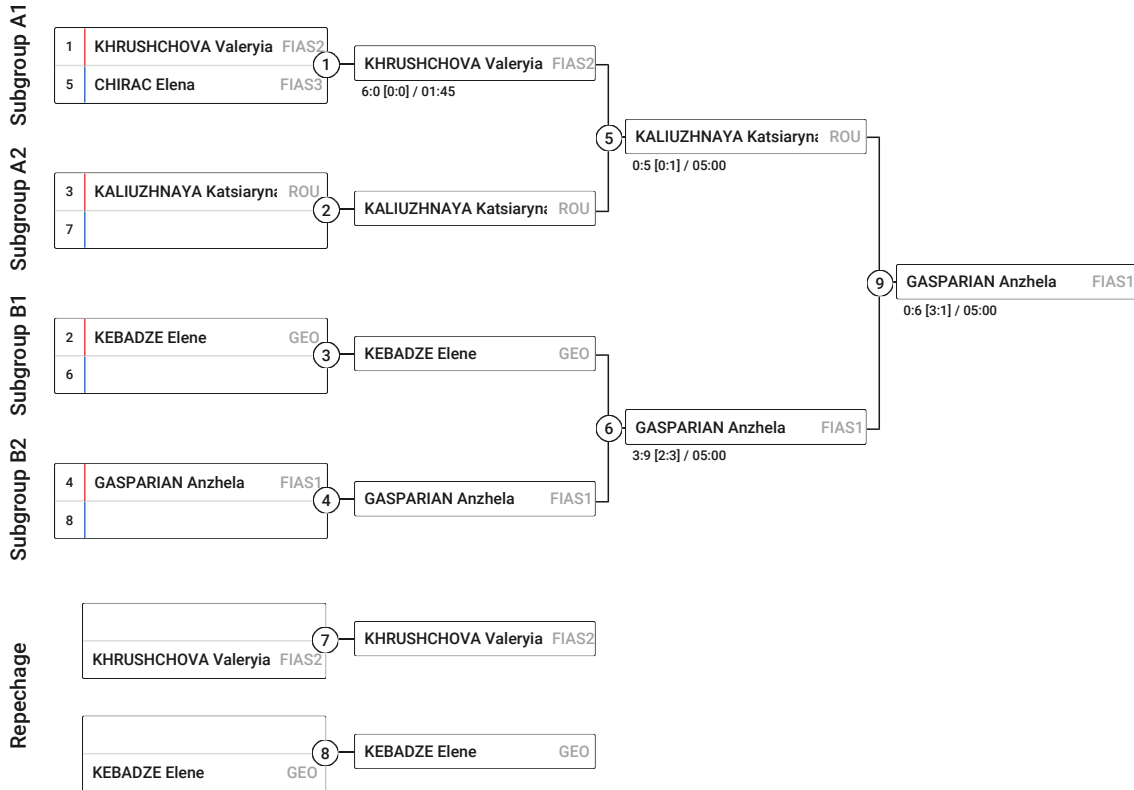 Subgroup A1
1 KHRUSHCHOVA Valeryia FIAS2
5 CHIRAC Elena FIAS3
1
KHRUSHCHOVA Valeryia FIAS2
6:0 [0:0] / 01:45
Subgroup A2
3 KALIUZHNAYA Katsiaryna ROU
7
2
KALIUZHNAYA Katsiaryna ROU
5
KALIUZHNAYA Katsiaryna ROU
0:5 [0:1] / 05:00
Subgroup B1
2 KEBADZE Elene GEO
6
3
KEBADZE Elene GEO
Subgroup B2
4 GASPARIAN Anzhela FIAS1
8
4
GASPARIAN Anzhela FIAS1
6
GASPARIAN Anzhela FIAS1
3:9 [2:3] / 05:00
9
GASPARIAN Anzhela FIAS1
0:6 [3:1] / 05:00
Repechage
KHRUSHCHOVA Valeryia FIAS2
7
KHRUSHCHOVA Valeryia FIAS2
KEBADZE Elene GEO
8
KEBADZE Elene GEO